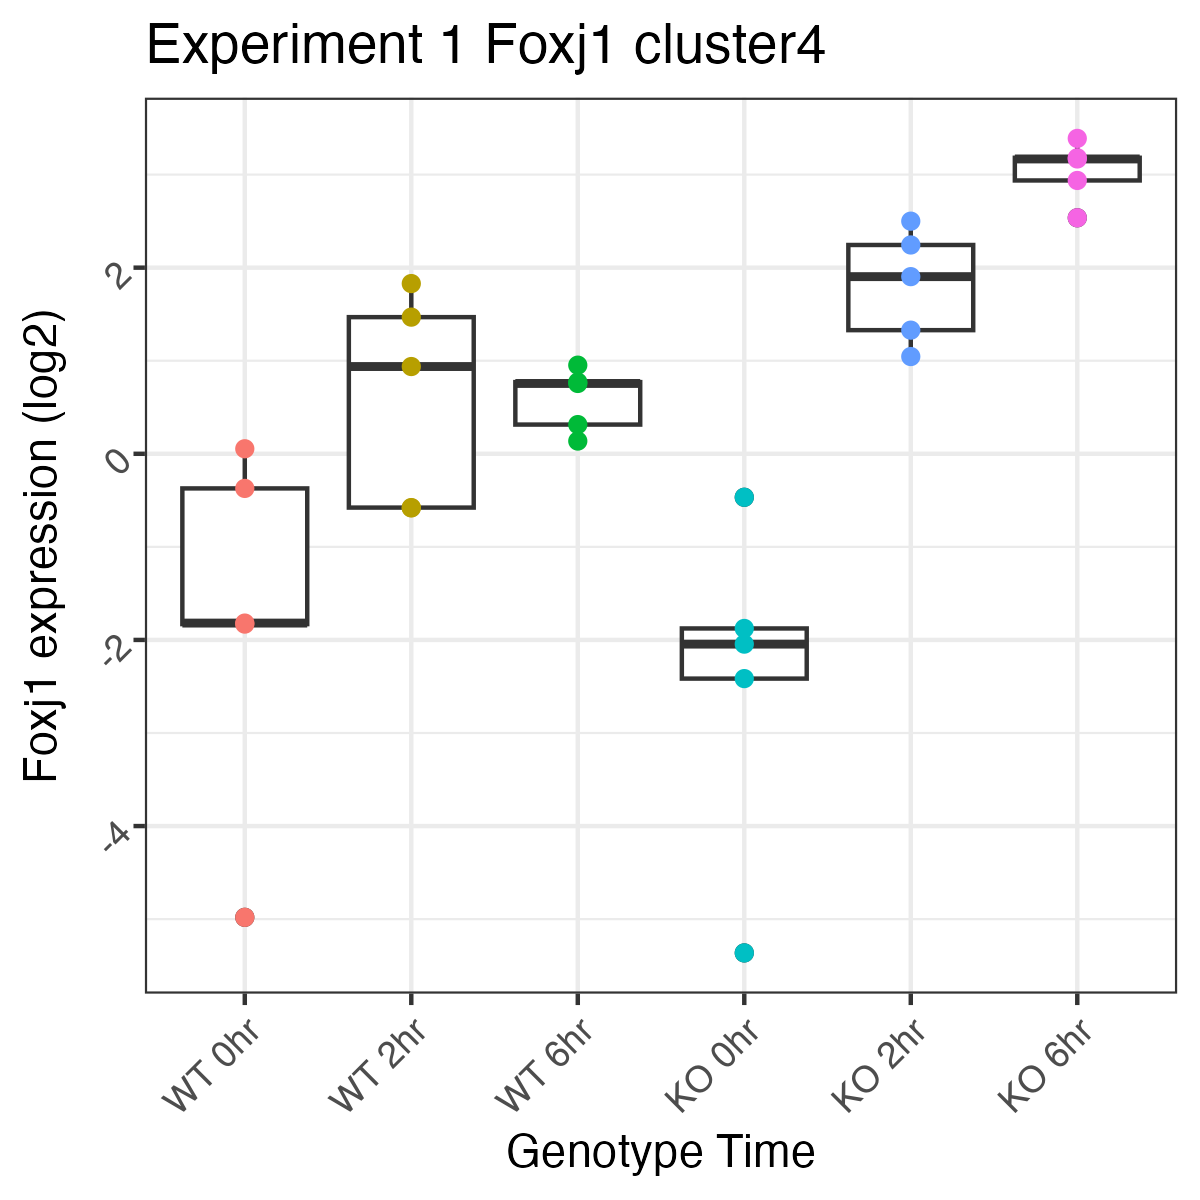 Experiment 1 Foxj1 cluster4
Foxj1 expression (log2)
2
0
-2
-4
WT 0hr
WT 2hr
WT 6hr
KO 0hr
KO 2hr
KO 6hr
Genotype Time